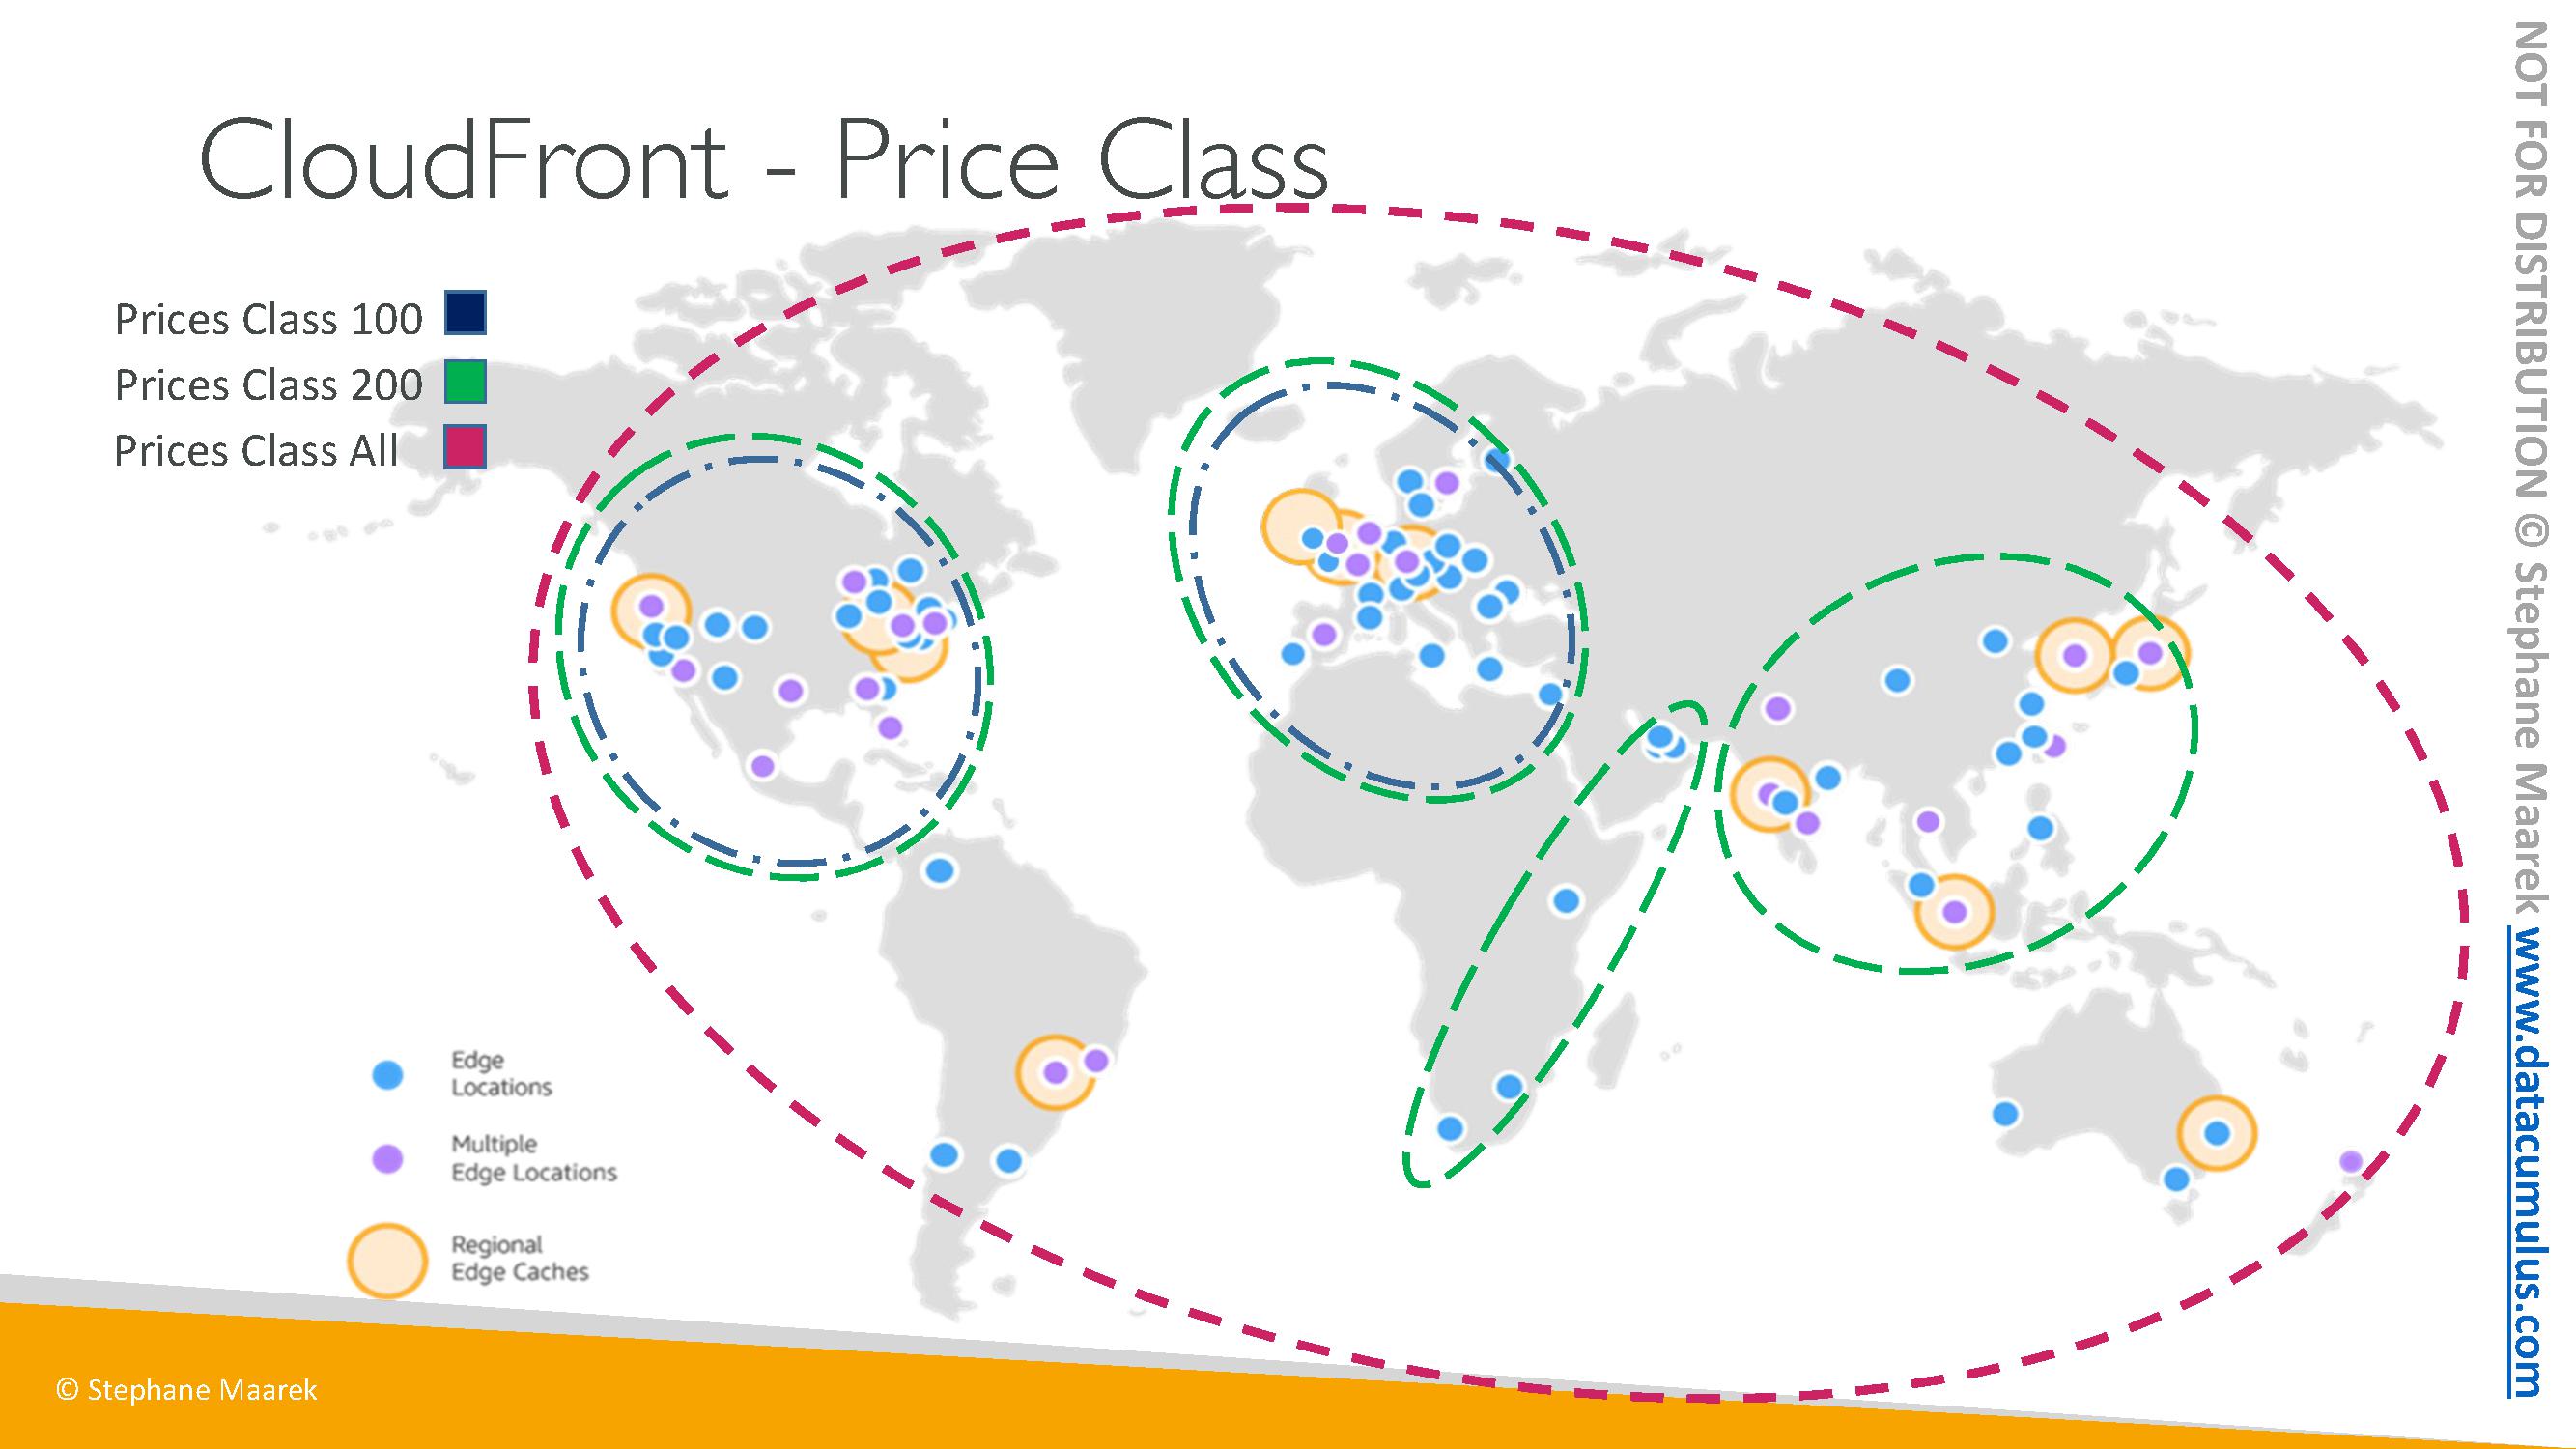 CloudFront - Price Class
Prices Class 100
Prices Class 200
Prices Class All
Edge
Locations
Multiple
Edge Locations
Regional
Edge Caches
© Stephane Maarek
NOT FOR DISTRIBUTION © Stephane Maarek www.datacumulus.com